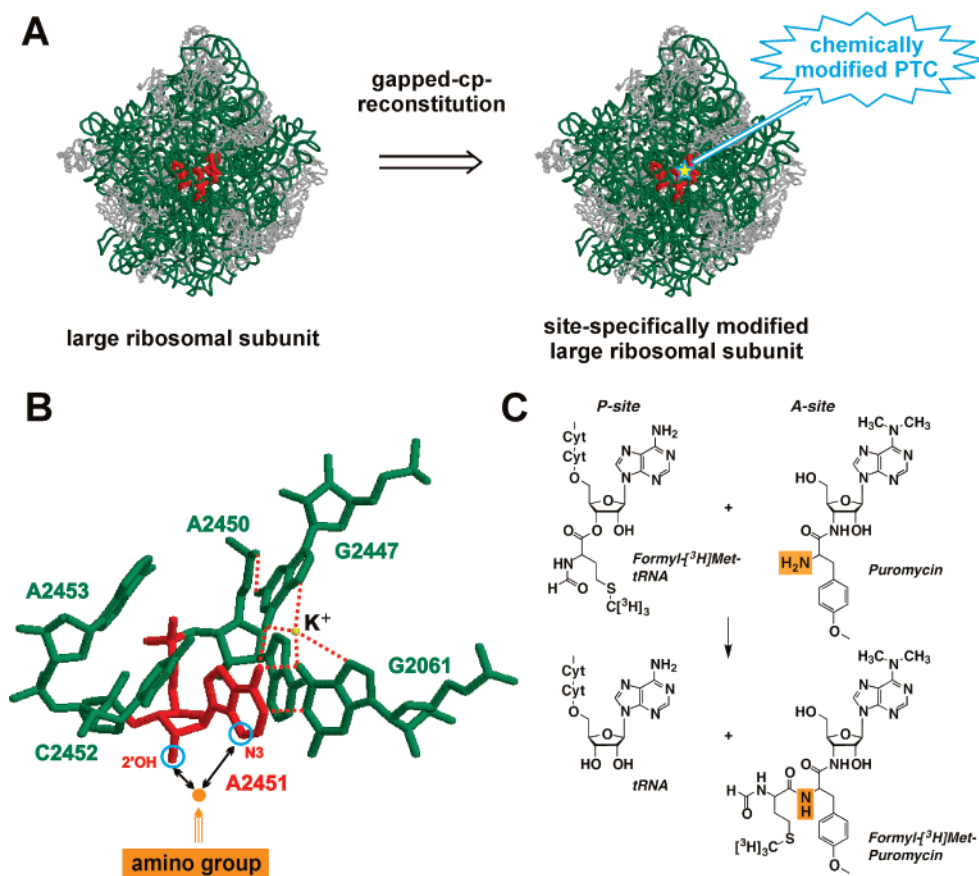 A
gapped-cp-
reconstitution
chemically
modified PTC
large ribosomal subunit
site-specifically modified
large ribosomal subunit
B
A2450
G2447
A2453
K+
G2061
C2452
2'OH
N3
A2451
amino group
C
P-site
A-site
Cyt
Cyt
O
NH2
N
N
N
N
O
O
OH
O
HN
H
O
S
C[3H]3
Formyl-[3H]Met-
tRNA
+
H3C
N
CH3
N
N
N
N
HO
O
NH
OH
O
H2N
O
Puromycin
Cyt
Cyt
O
NH2
N
N
N
N
O
HO
OH
tRNA
+
H3C
N
CH3
N
N
N
N
HO
O
NH
OH
O
H
N
H
O
O
N
H
S
[3H]3C
O
Formyl-[3H]Met-
Puromycin